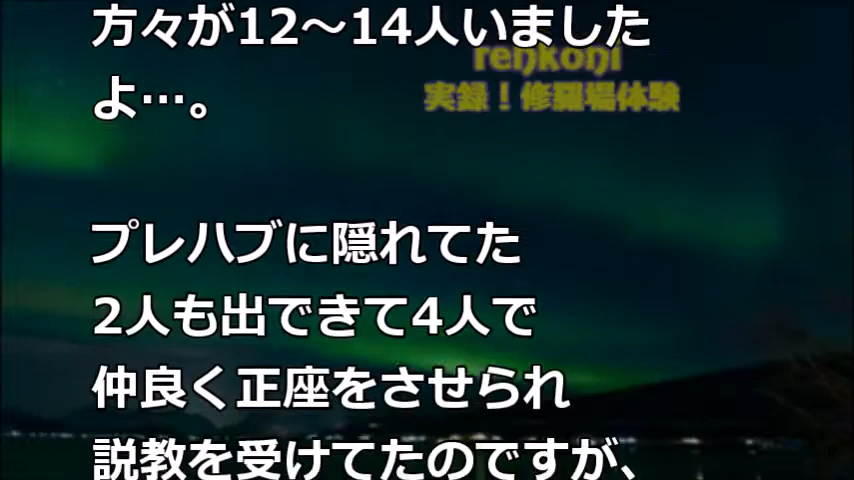 方々が12～14人いました
renkoni
実録！修羅場体験
よ…。
プレハブに隠れてた
2人も出できて4人で
仲良く正座をさせられ
説教を受けてたのですが、